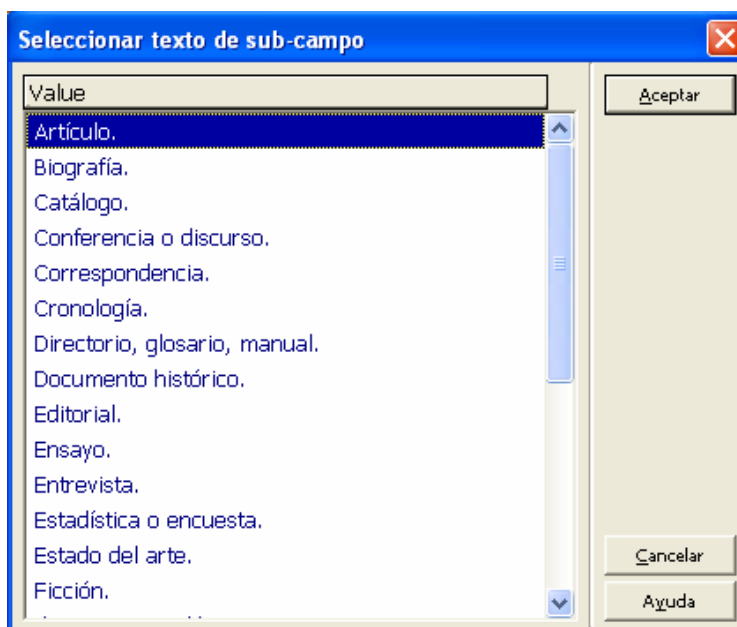 Seleccionar texto de sub-campo
Value
Aceptar
Artículo.
Biografía.
Catálogo.
Conferencia o discurso.
Correspondencia.
Cronología.
Directorio, glosario, manual.
Documento histórico.
Editorial.
Ensayo.
Entrevista.
Estadística o encuesta.
Estado del arte.
Cancelar
Ficción.
Ayuda